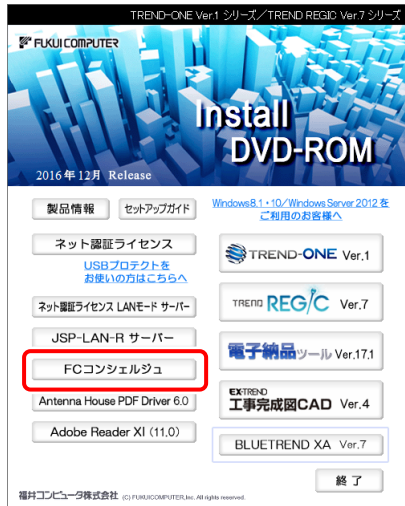 TREND-ONE Ver.1 シリーズ／TREND REGIC Ver.7 シリーズ
FUKUI COMPUTER
Install
DVD-ROM
2016年12月 Release
製品情報
セットアップガイド
Windows8.1・10／Windows Server 2012 を
ご利用のお客様へ
ネット認証ライセンス
USBプロテクトを
お使いの方はこちらへ
ネット認証ライセンス LANモード サーバー
JSP-LAN-R サーバー
FCコンシェルジュ
Antenna House PDF Driver 6.0
Adobe Reader XI (11.0)
TREND-ONE Ver.1
TREND REG/C Ver.7
電子納品ツール Ver.17.1
EX-TREND
工事完成図CAD Ver.4
BLUETREND XA Ver.7
終了
福井コンピュータ株式会社 (C) FUKUICOMPUTER,Inc. All rights reserved.